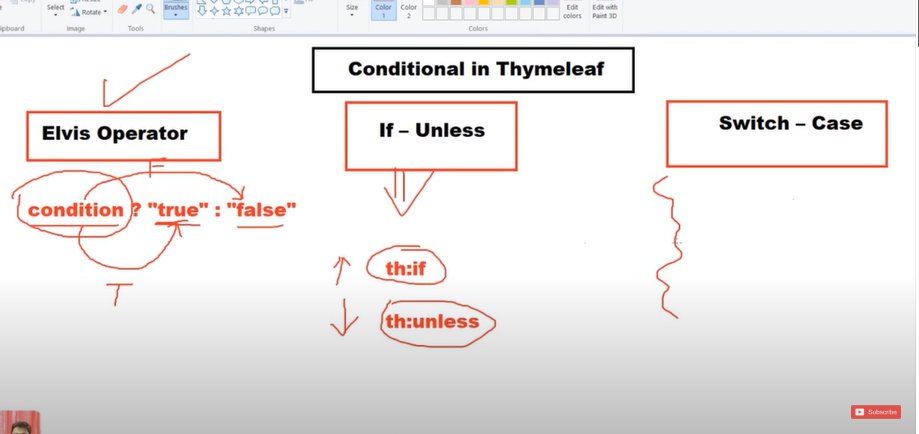 Select
Rotate
Brushes
Size
Color
1
Color
2
Edit
colors
Edit with
Paint 3D
Image
Tools
Shapes
Colors
Conditional in Thymeleaf
Elvis Operator
If – Unless
Switch – Case
F
condition ? "true" : "false"
T
th:if
th:unless
Subscribe